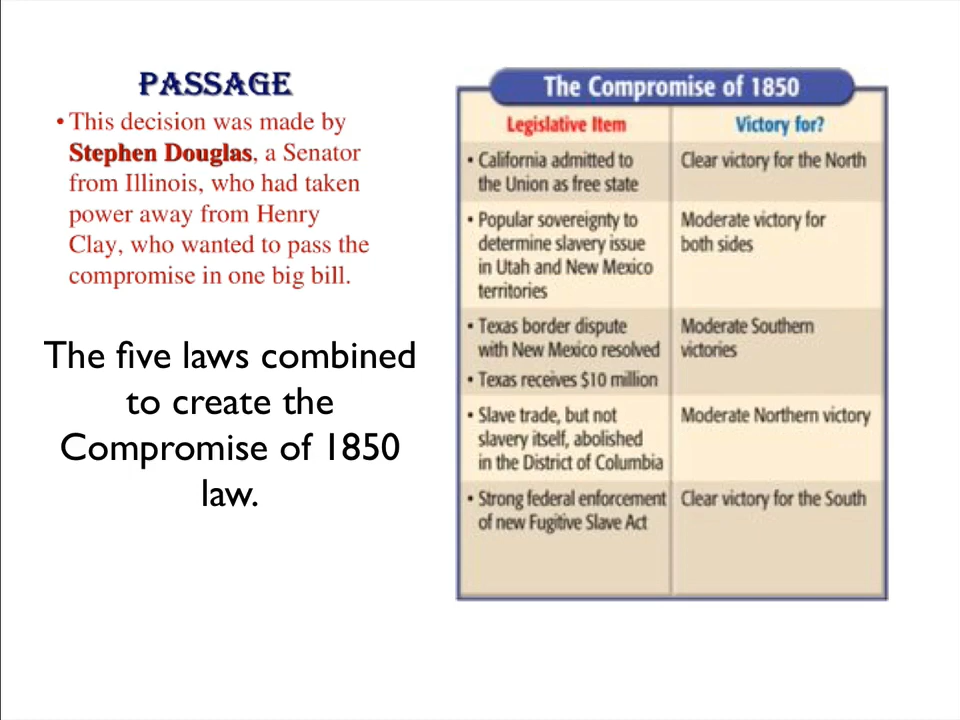 PASSAGE
• This decision was made by
Stephen Douglas, a Senator
from Illinois, who had taken
power away from Henry
Clay, who wanted to pass the
compromise in one big bill.
The five laws combined
to create the
Compromise of 1850
law.
The Compromise of 1850
Legislative Item Victory for?
• California admitted to Clear victory for the North
the Union as free state
• Popular sovereignty to Moderate victory for
determine slavery issue both sides
in Utah and New Mexico
territories
• Texas border dispute Moderate Southern
with New Mexico resolved victories
• Texas receives $10 million
• Slave trade, but not Moderate Northern victory
slavery itself, abolished
in the District of Columbia
• Strong federal enforcement Clear victory for the South
of new Fugitive Slave Act